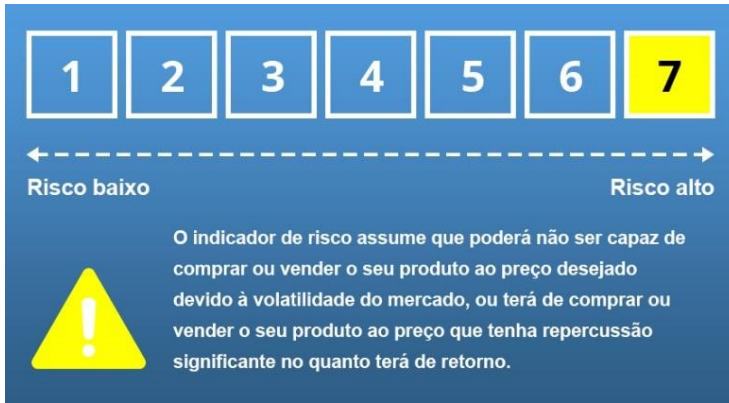 1 2 3 4 5 6 7
Risco baixo Risco alto
O indicador de risco assume que poderá não ser capaz de
comprar ou vender o seu produto ao preço desejado
devido à volatilidade do mercado, ou terá de comprar ou
vender o seu produto ao preço que tenha repercussão
significante no quanto terá de retorno.